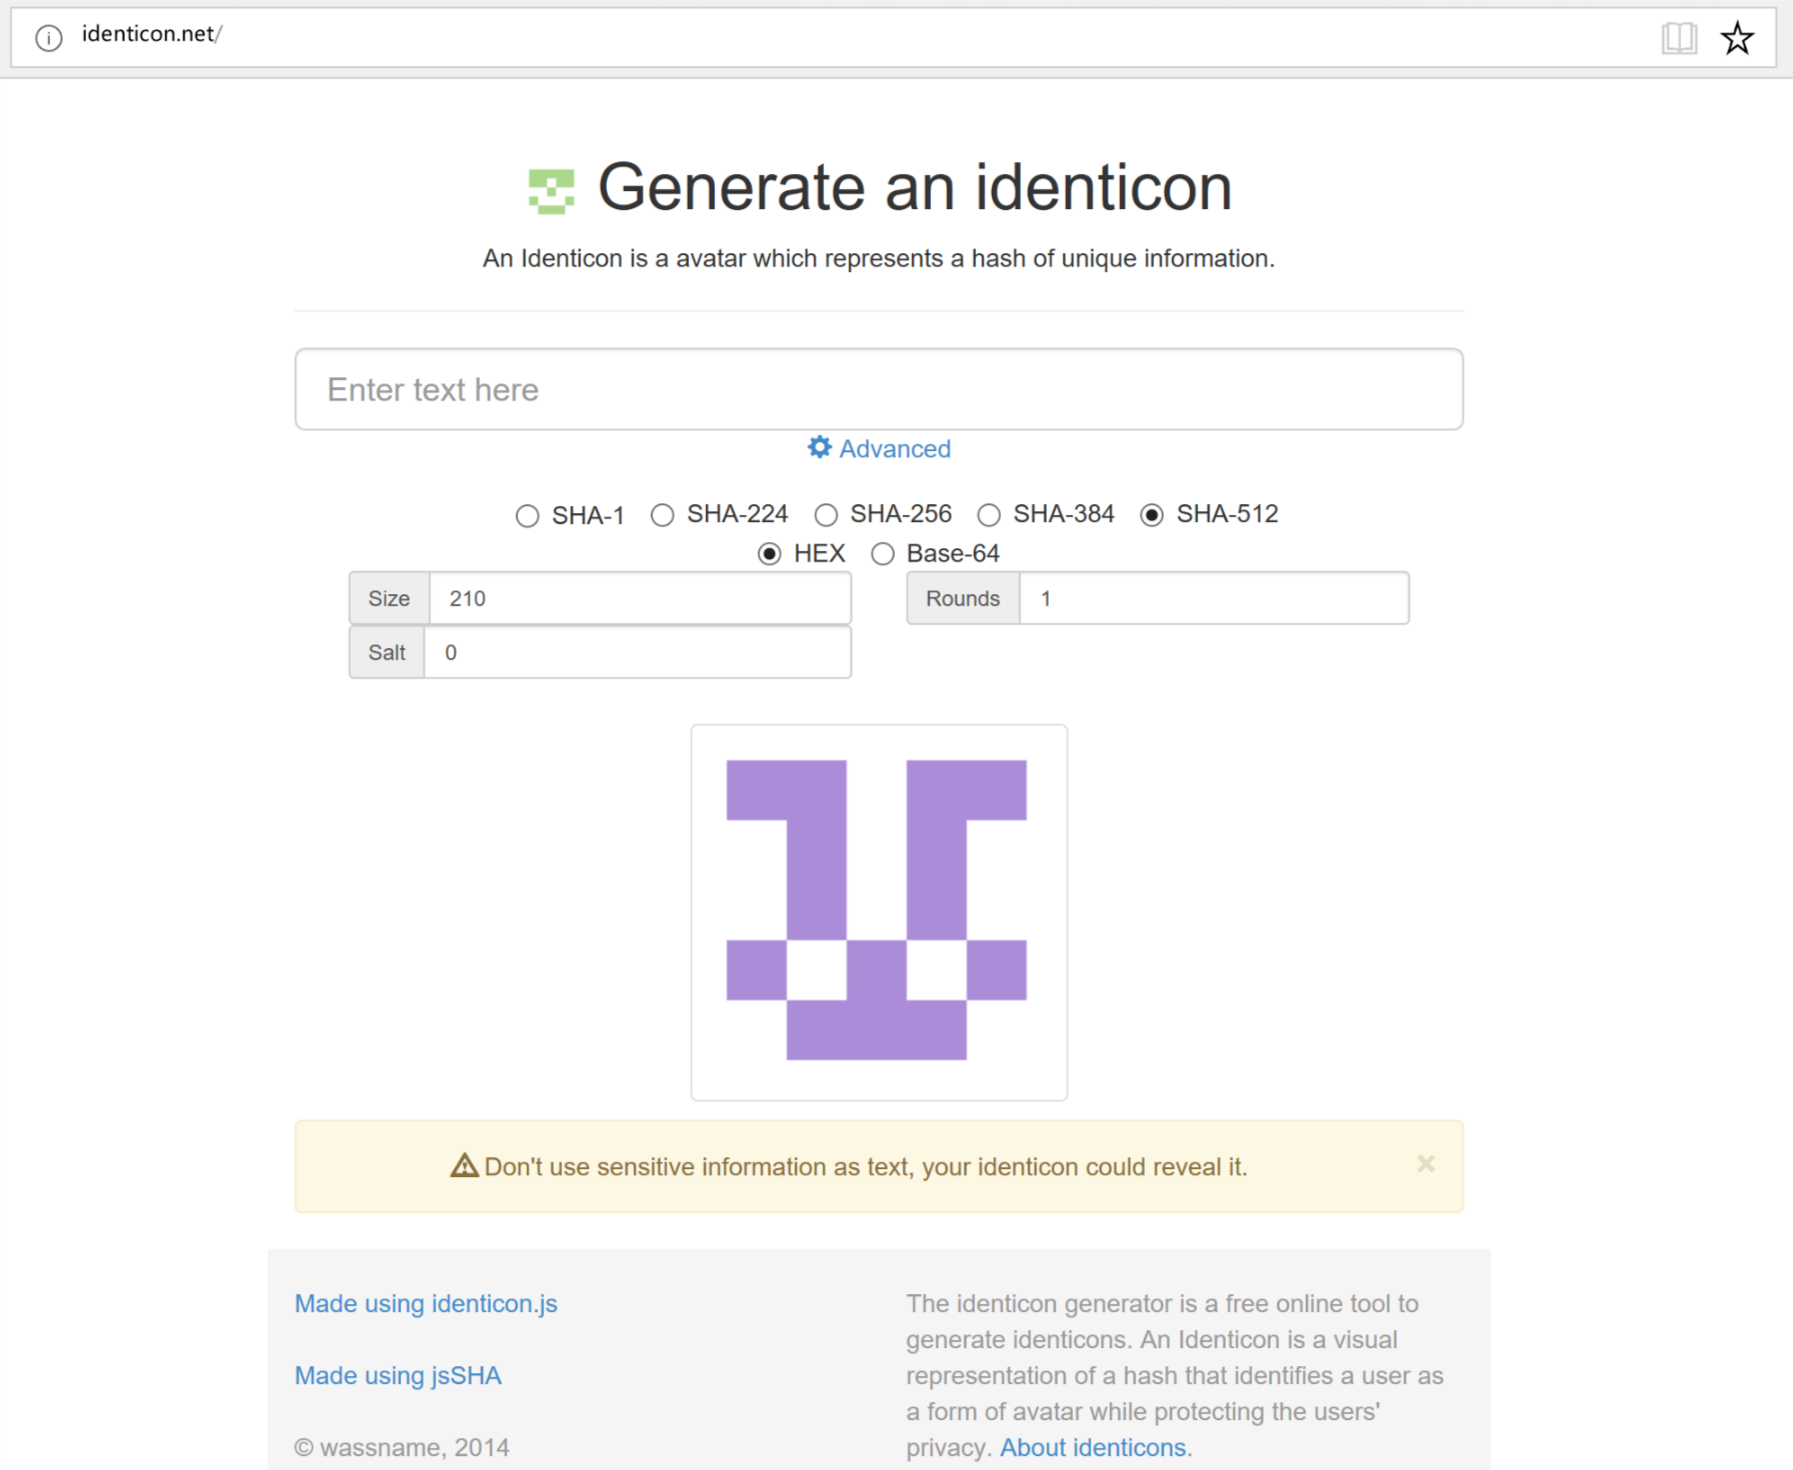 identicon.net/
Generate an identicon
An Identicon is a avatar which represents a hash of unique information.
Enter text here
Advanced
SHA-1 SHA-224 SHA-256 SHA-384 SHA-512
HEX Base-64
Size 210 Rounds 1
Salt 0
Don't use sensitive information as text, your identicon could reveal it. ×
Made using identicon.js
Made using jsSHA
© wassname, 2014
The identicon generator is a free online tool to
generate identicons. An Identicon is a visual
representation of a hash that identifies a user as
a form of avatar while protecting the users'
privacy. About identicons.